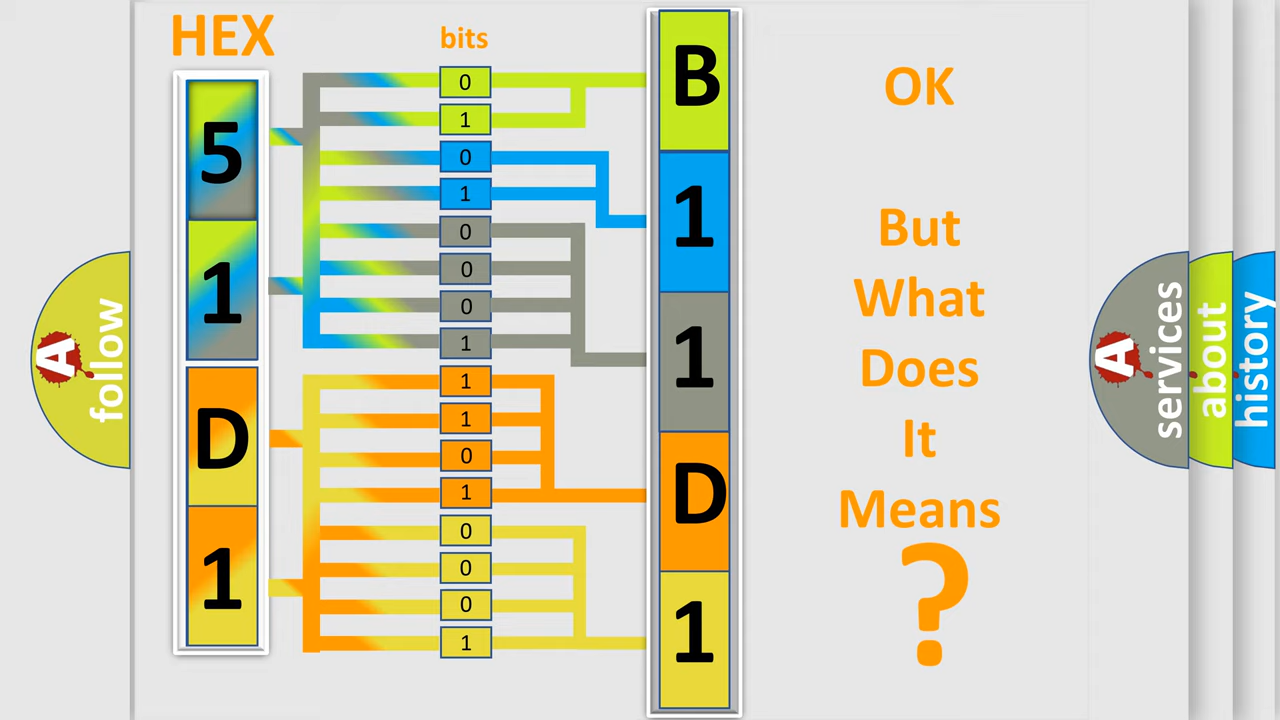 HEX
bits
5
1
D
1
0
1
0
1
0
0
0
1
1
1
0
1
0
0
0
1
B
1
1
D
1
OK
But
What
Does
It
Means
?
A
follow
A
services
about
history